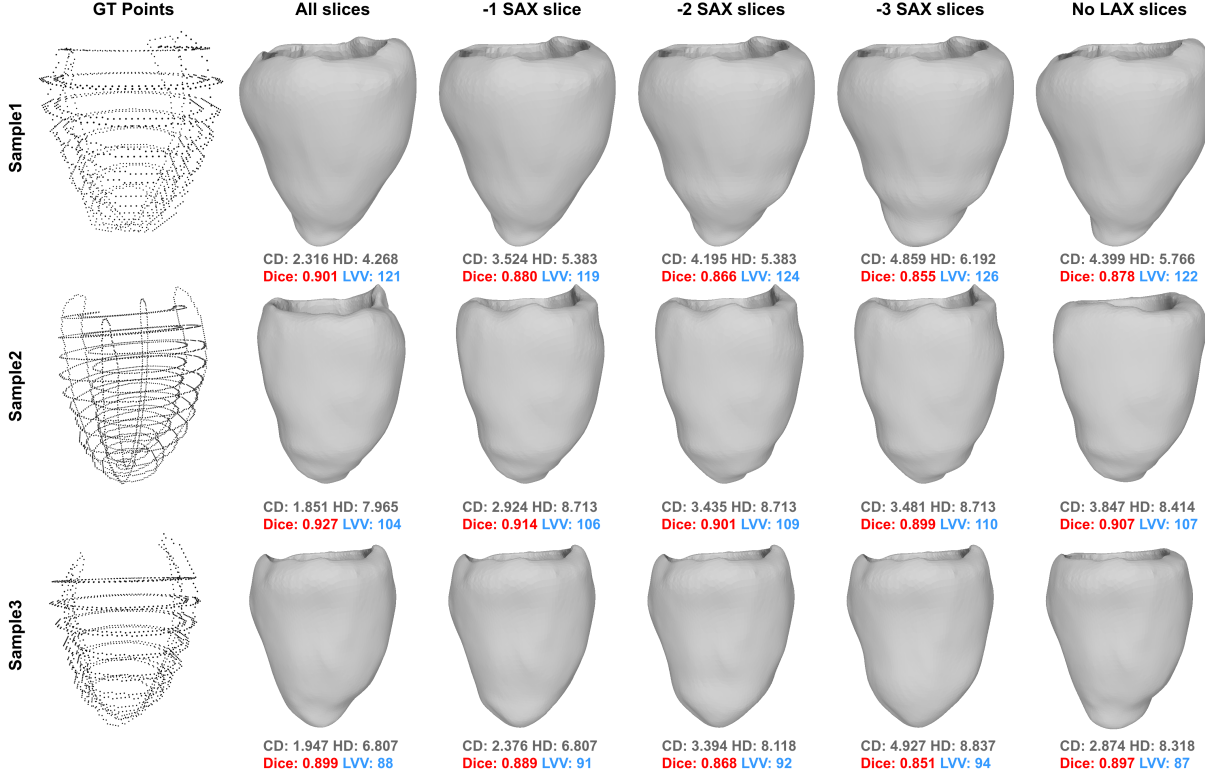 GT Points All slices -1 SAX slice -2 SAX slices -3 SAX slices No LAX slices
Sample1
CD: 2.316 HD: 4.268 CD: 3.524 HD: 5.383 CD: 4.195 HD: 5.383 CD: 4.859 HD: 6.192 CD: 4.399 HD: 5.766
Dice: 0.901 LVV: 121 Dice: 0.880 LVV: 119 Dice: 0.866 LVV: 124 Dice: 0.855 LVV: 126 Dice: 0.878 LVV: 122
Sample2
CD: 1.851 HD: 7.965 CD: 2.924 HD: 8.713 CD: 3.435 HD: 8.713 CD: 3.481 HD: 8.713 CD: 3.847 HD: 8.414
Dice: 0.927 LVV: 104 Dice: 0.914 LVV: 106 Dice: 0.901 LVV: 109 Dice: 0.899 LVV: 110 Dice: 0.907 LVV: 107
Sample3
CD: 1.947 HD: 6.807 CD: 2.376 HD: 6.807 CD: 3.394 HD: 8.118 CD: 4.927 HD: 8.837 CD: 2.874 HD: 8.318
Dice: 0.899 LVV: 88 Dice: 0.889 LVV: 91 Dice: 0.868 LVV: 92 Dice: 0.851 LVV: 94 Dice: 0.897 LVV: 87